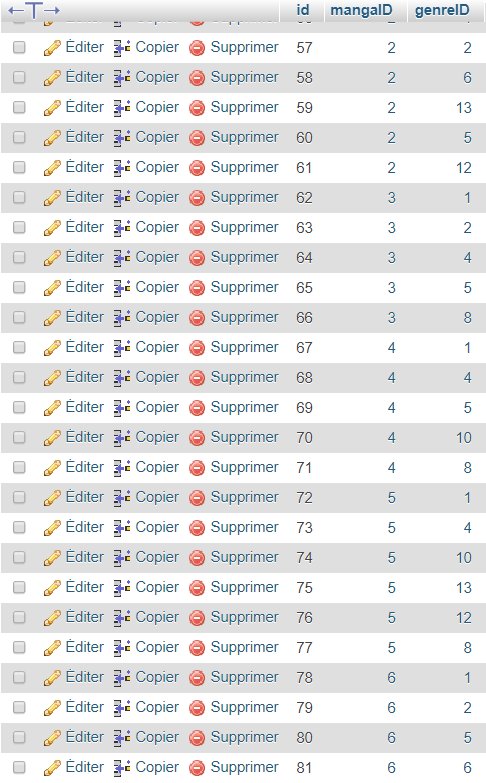 id mangaID genreID
Éditer Copier Supprimer 57 2 2
Éditer Copier Supprimer 58 2 6
Éditer Copier Supprimer 59 2 13
Éditer Copier Supprimer 60 2 5
Éditer Copier Supprimer 61 2 12
Éditer Copier Supprimer 62 3 1
Éditer Copier Supprimer 63 3 2
Éditer Copier Supprimer 64 3 4
Éditer Copier Supprimer 65 3 5
Éditer Copier Supprimer 66 3 8
Éditer Copier Supprimer 67 4 1
Éditer Copier Supprimer 68 4 4
Éditer Copier Supprimer 69 4 5
Éditer Copier Supprimer 70 4 10
Éditer Copier Supprimer 71 4 8
Éditer Copier Supprimer 72 5 1
Éditer Copier Supprimer 73 5 4
Éditer Copier Supprimer 74 5 10
Éditer Copier Supprimer 75 5 13
Éditer Copier Supprimer 76 5 12
Éditer Copier Supprimer 77 5 8
Éditer Copier Supprimer 78 6 1
Éditer Copier Supprimer 79 6 2
Éditer Copier Supprimer 80 6 5
Éditer Copier Supprimer 81 6 6